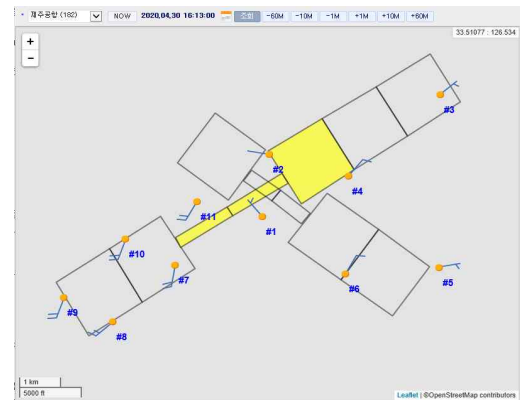 제주공항 (182) NOW 2020.04.30 16:13:00 조회 -60M -10M -1M +1M +10M +60M
33.51077 : 126.534
+
−
#3
#2
#4
#11
#1
#10
#7
#6
#5
#9
#8
1 km
5000 ft
Leaflet | ©OpenStreetMap contributors